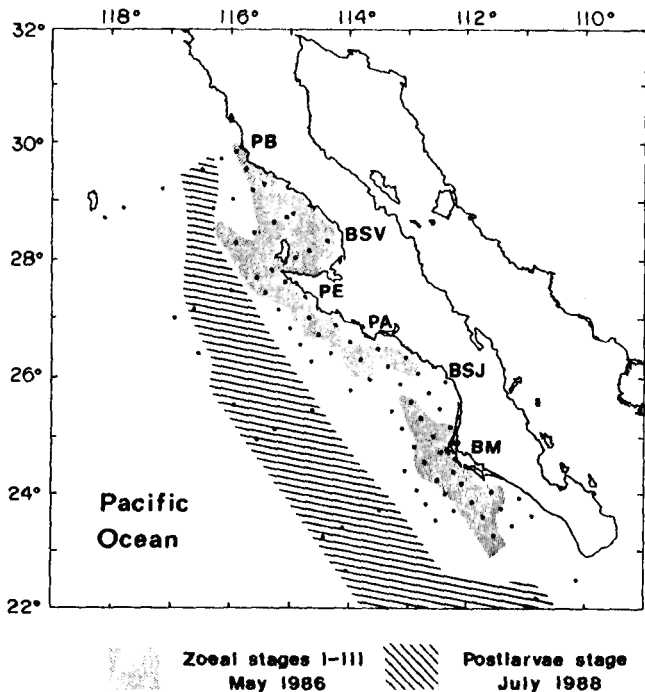 118° 116° 114° 112° 110°
32°
30°
28°
26°
24°
22°
PB
BSV
PE
PA
BSJ
BM
Pacific
Ocean
Zoeal stages I-III
May 1986
Postlarvae stage
July 1988